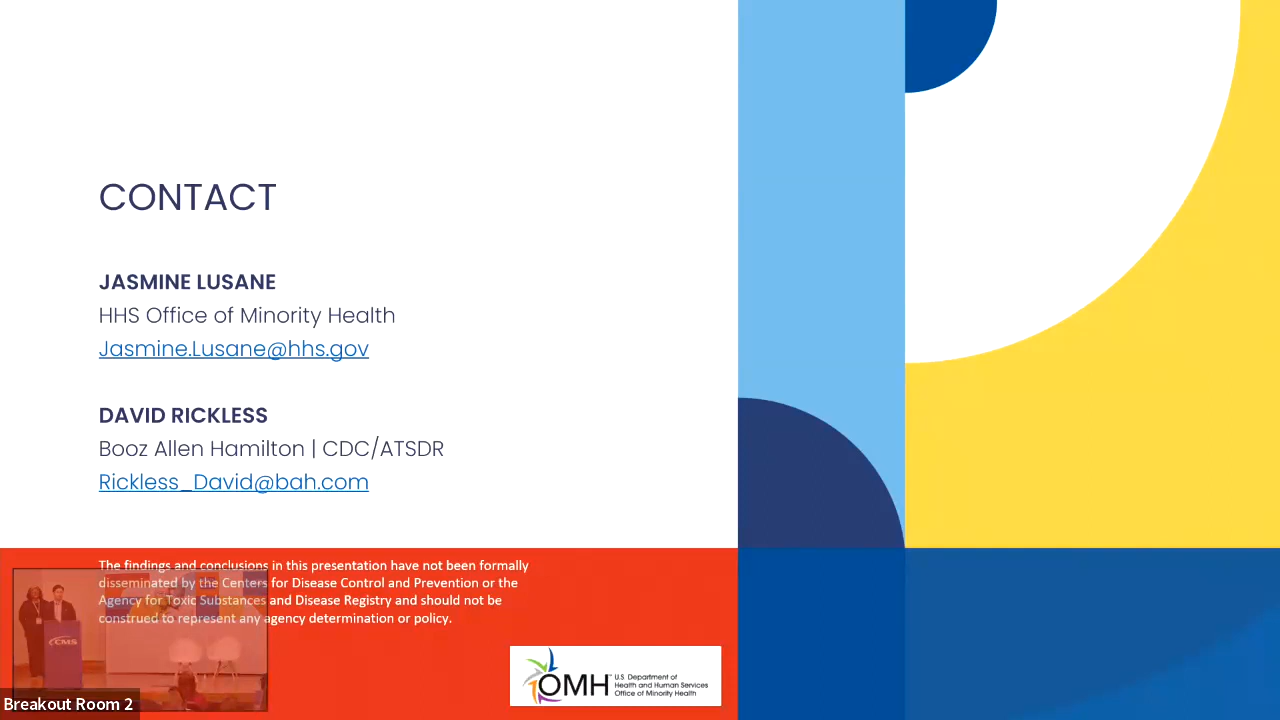 CONTACT
JASMINE LUSANE
HHS Office of Minority Health
Jasmine.Lusane@hhs.gov
DAVID RICKLESS
Booz Allen Hamilton | CDC/ATSDR
Rickless_David@bah.com
The findings and conclusions in this presentation have not been formally
disseminated by the Centers for Disease Control and Prevention or the
Agency for Toxic Substances and Disease Registry and should not be
construed to represent any agency determination or policy.
CMS
OMH™
U.S. Department of
Health and Human Services
Office of Minority Health
Breakout Room 2